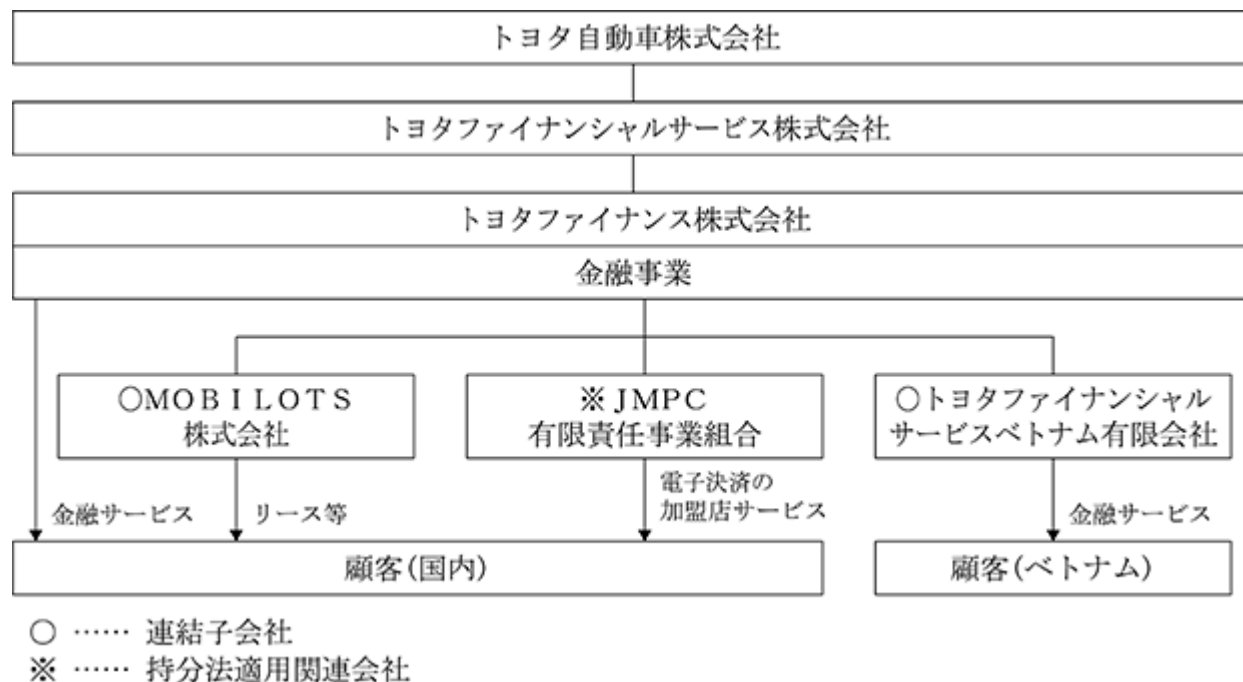 トヨタ自動車株式会社
トヨタファイナンシャルサービス株式会社
トヨタファイナンス株式会社
金融事業
○MOBILOTS
株式会社
※JMPC
有限責任事業組合
○トヨタファイナンシャル
サービスベトナム有限会社
金融サービス
リース等
電子決済の
加盟店サービス
金融サービス
顧客(国内)
顧客(ベトナム)
○ …… 連結子会社
※ …… 持分法適用関連会社